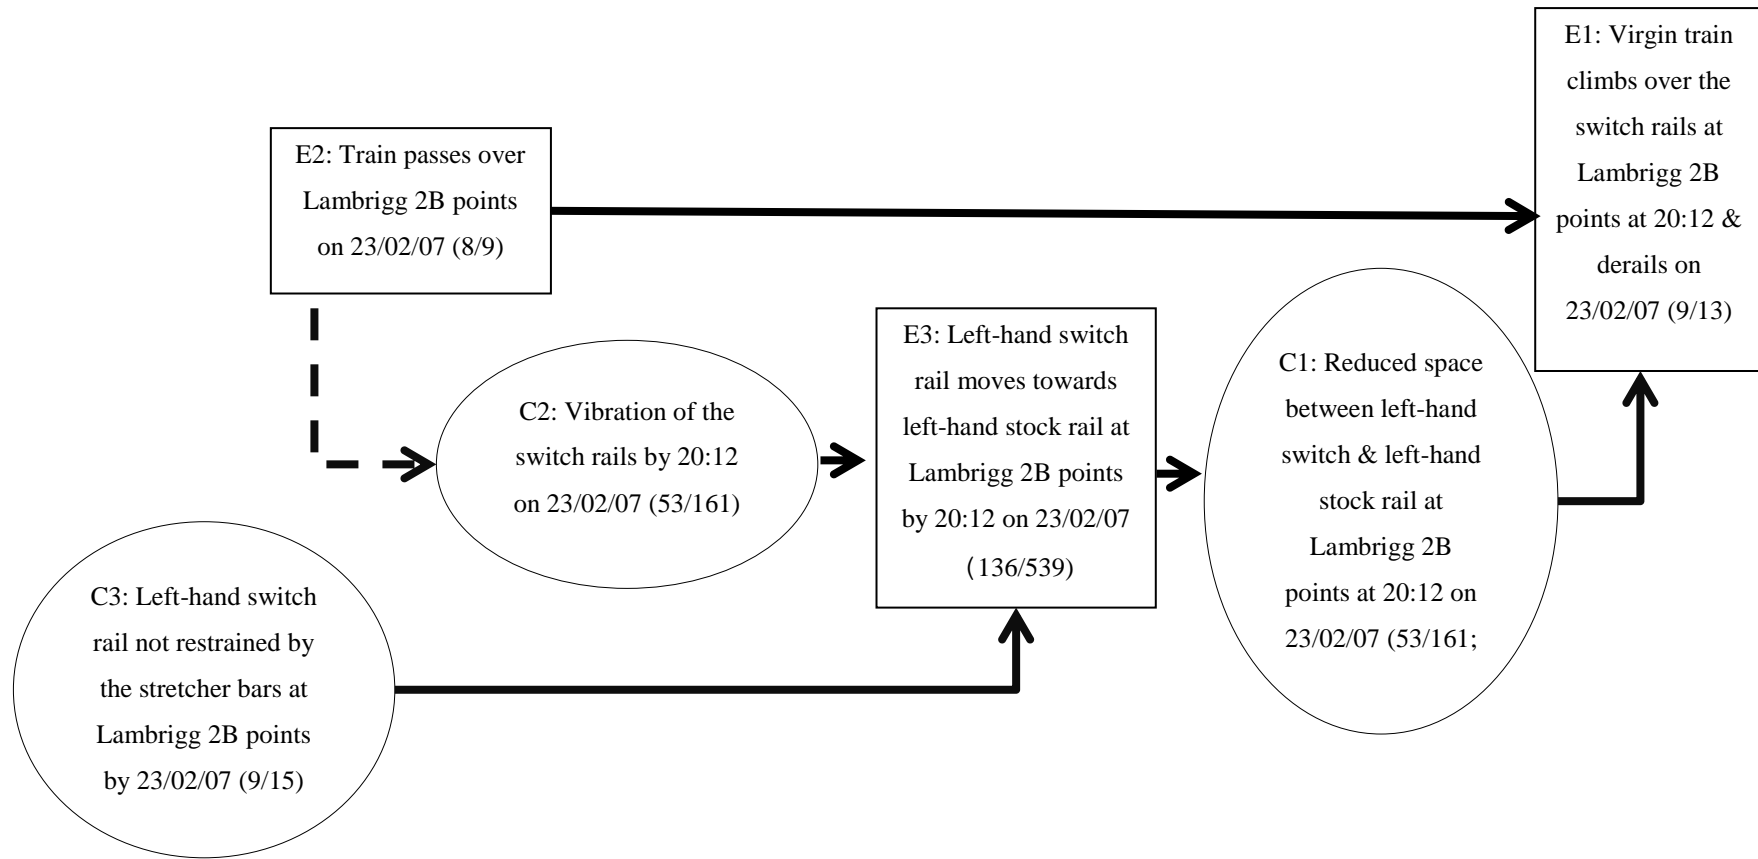 E1: Virgin train
climbs over the
switch rails at
Lambrigg 2B
points at 20:12 &
derails on
23/02/07 (9/13)
E2: Train passes over
Lambrigg 2B points
on 23/02/07 (8/9)
E3: Left-hand switch
rail moves towards
left-hand stock rail at
Lambrigg 2B points
by 20:12 on 23/02/07
(136/539)
C1: Reduced space
between left-hand
switch & left-hand
stock rail at
Lambrigg 2B
points at 20:12 on
23/02/07 (53/161;
C2: Vibration of the
switch rails by 20:12
on 23/02/07 (53/161)
C3: Left-hand switch
rail not restrained by
the stretcher bars at
Lambrigg 2B points
by 23/02/07 (9/15)